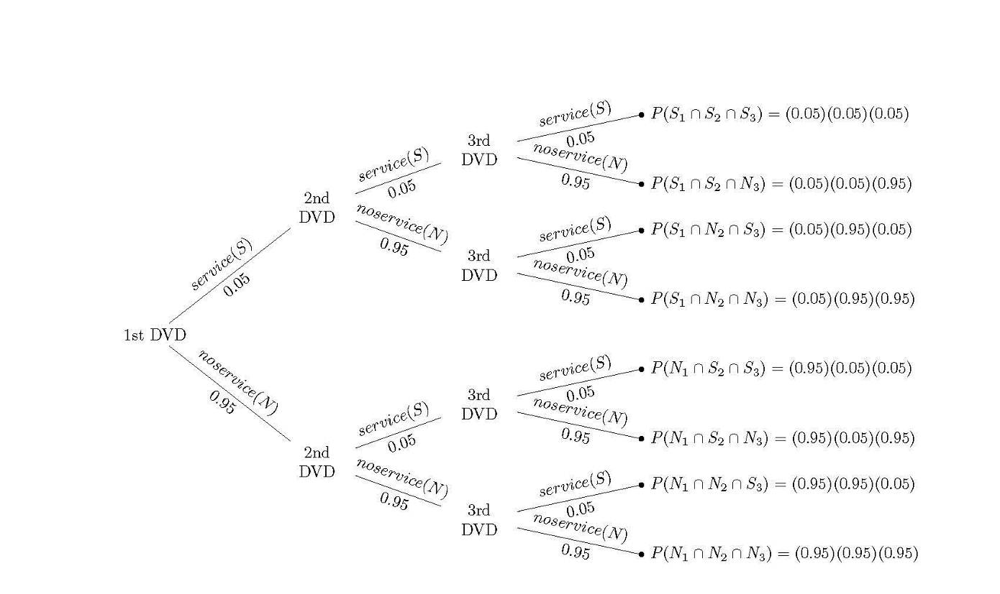 service(S)
0.05
P(S₁ ∩ S₂ ∩ S₃) = (0.05)(0.05)(0.05)
3rd
DVD
noservice(N)
0.95
P(S₁ ∩ S₂ ∩ N₃) = (0.05)(0.05)(0.95)
service(S)
0.05
2nd
DVD
noservice(N)
0.95
service(S)
0.05
P(S₁ ∩ N₂ ∩ S₃) = (0.05)(0.95)(0.05)
3rd
DVD
noservice(N)
0.95
P(S₁ ∩ N₂ ∩ N₃) = (0.05)(0.95)(0.95)
service(S)
0.05
1st DVD
noservice(N)
0.95
service(S)
0.05
P(N₁ ∩ S₂ ∩ S₃) = (0.95)(0.05)(0.05)
3rd
DVD
noservice(N)
0.95
P(N₁ ∩ S₂ ∩ N₃) = (0.95)(0.05)(0.95)
service(S)
0.05
2nd
DVD
noservice(N)
0.95
service(S)
0.05
P(N₁ ∩ N₂ ∩ S₃) = (0.95)(0.95)(0.05)
3rd
DVD
noservice(N)
0.95
P(N₁ ∩ N₂ ∩ N₃) = (0.95)(0.95)(0.95)